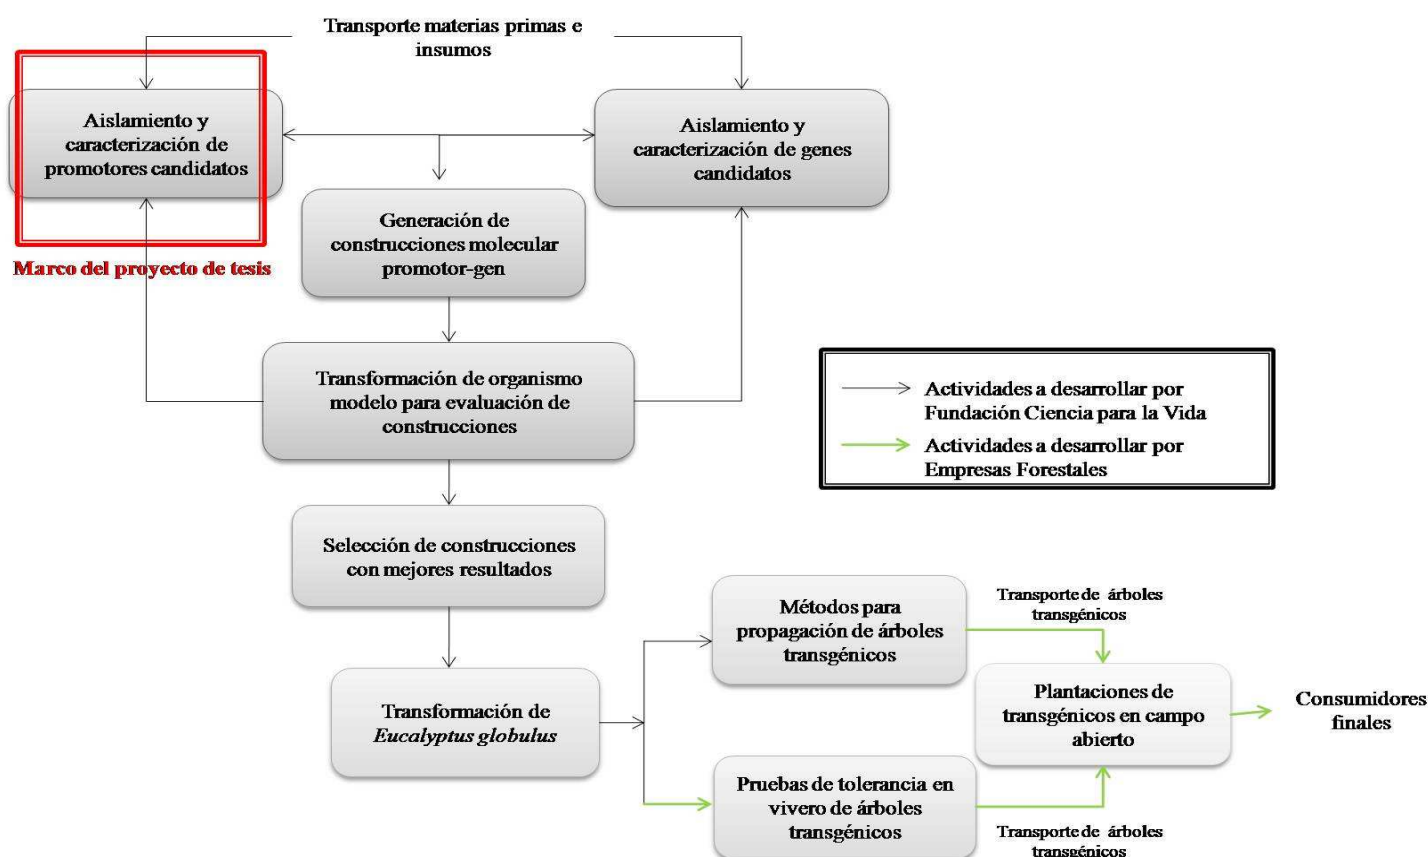 Transporte materias primas e
insumos
Aislamiento y
caracterización de
promotores candidatos
Aislamiento y
caracterización de genes
candidatos
Marco del proyecto de tesis
Generación de
construcciones molecular
promotor-gen
Transformación de organismo
modelo para evaluación de
construcciones
Actividades a desarrollar por
Fundación Ciencia para la Vida
Actividades a desarrollar por
Empresas Forestales
Selección de construcciones
con mejores resultados
Métodos para
propagación de árboles
transgénicos
Transporte de árboles
transgénicos
Transformación de
Eucalyptus globulus
Plantaciones de
transgénicos en campo
abierto
Consumidores
finales
Pruebas de tolerancia en
vivero de árboles
transgénicos
Transporte de árboles
transgénicos